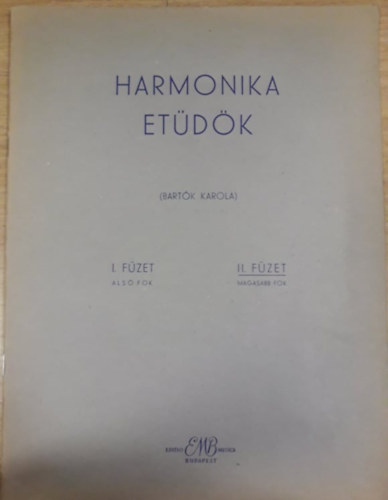 HARMONIKA
ETÜDÖK
(BARTÓK KAROLA)
I. FÜZET
II. FÜZET
ALSÓ FOK
MAGASABB FOK
EMB
BUDAPEST